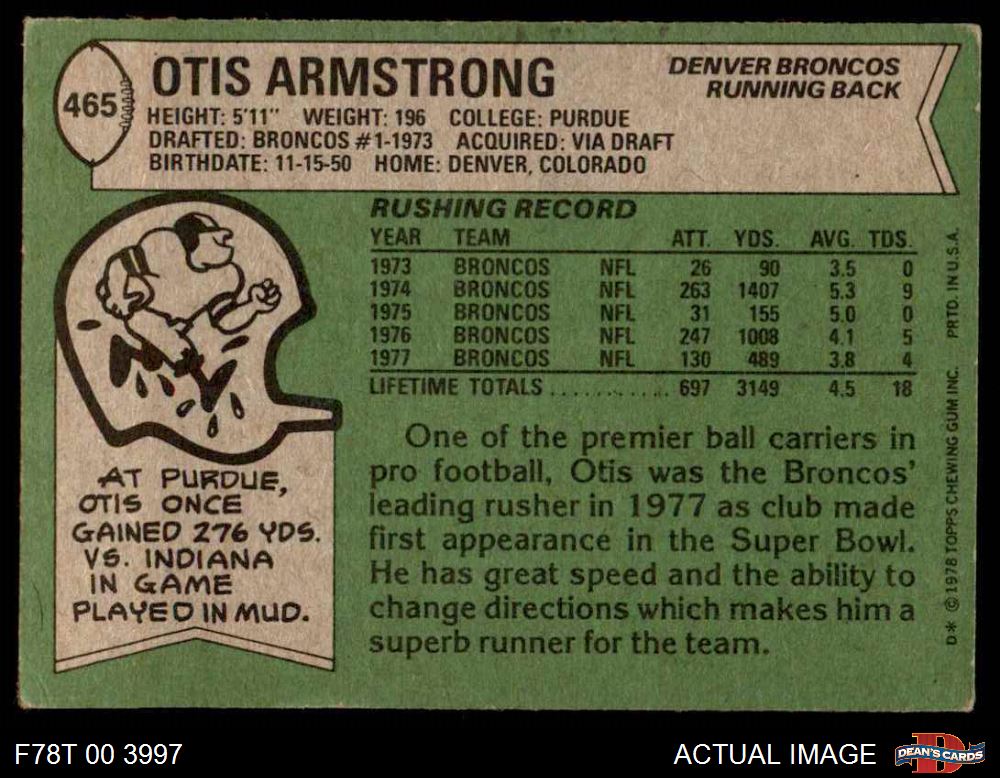 465
OTIS ARMSTRONG
DENVER BRONCOS
RUNNING BACK
HEIGHT: 5'11" WEIGHT: 196 COLLEGE: PURDUE
DRAFTED: BRONCOS #1-1973 ACQUIRED: VIA DRAFT
BIRTHDATE: 11-15-50 HOME: DENVER, COLORADO
RUSHING RECORD
YEAR TEAM ATT. YDS. AVG. TDS.
1973 BRONCOS NFL 26 90 3.5 0
1974 BRONCOS NFL 263 1407 5.3 9
1975 BRONCOS NFL 31 155 5.0 0
1976 BRONCOS NFL 247 1008 4.1 5
1977 BRONCOS NFL 130 489 3.8 4
LIFETIME TOTALS . . . . . . . . . . . . 697 3149 4.5 18
AT PURDUE,
OTIS ONCE
GAINED 276 YDS.
VS. INDIANA
IN GAME
PLAYED IN MUD.
One of the premier ball carriers in
pro football, Otis was the Broncos'
leading rusher in 1977 as club made
first appearance in the Super Bowl.
He has great speed and the ability to
change directions which makes him a
superb runner for the team.
D* © 1978 TOPPS CHEWING GUM INC. PRTD. IN U.S.A.
F78T 00 3997
ACTUAL IMAGE
D
DEAN'S CARDS